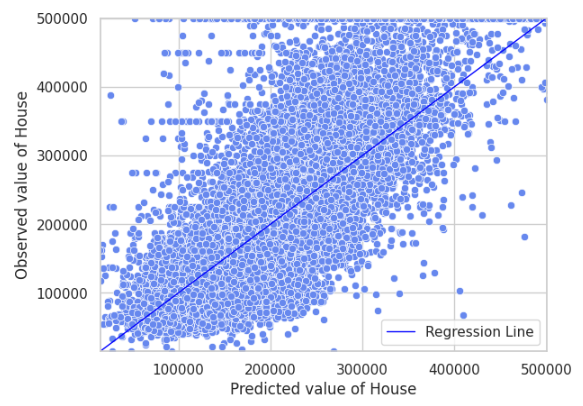 500000
400000
300000
200000
100000
Observed value of House
Regression Line
100000 200000 300000 400000 500000
Predicted value of House